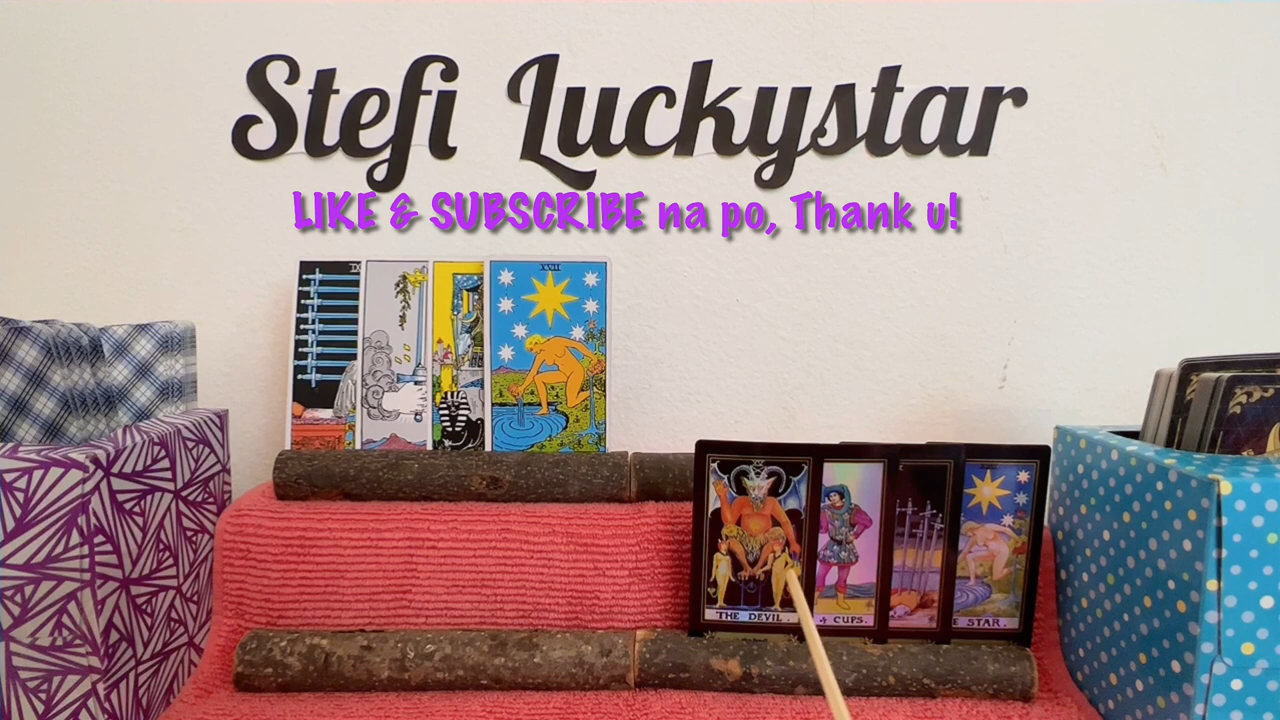 Stefi Luckystar
LIKE & SUBSCRIBE na po, Thank u!
XVII
THE DEVIL.
CUPS.
E STAR.